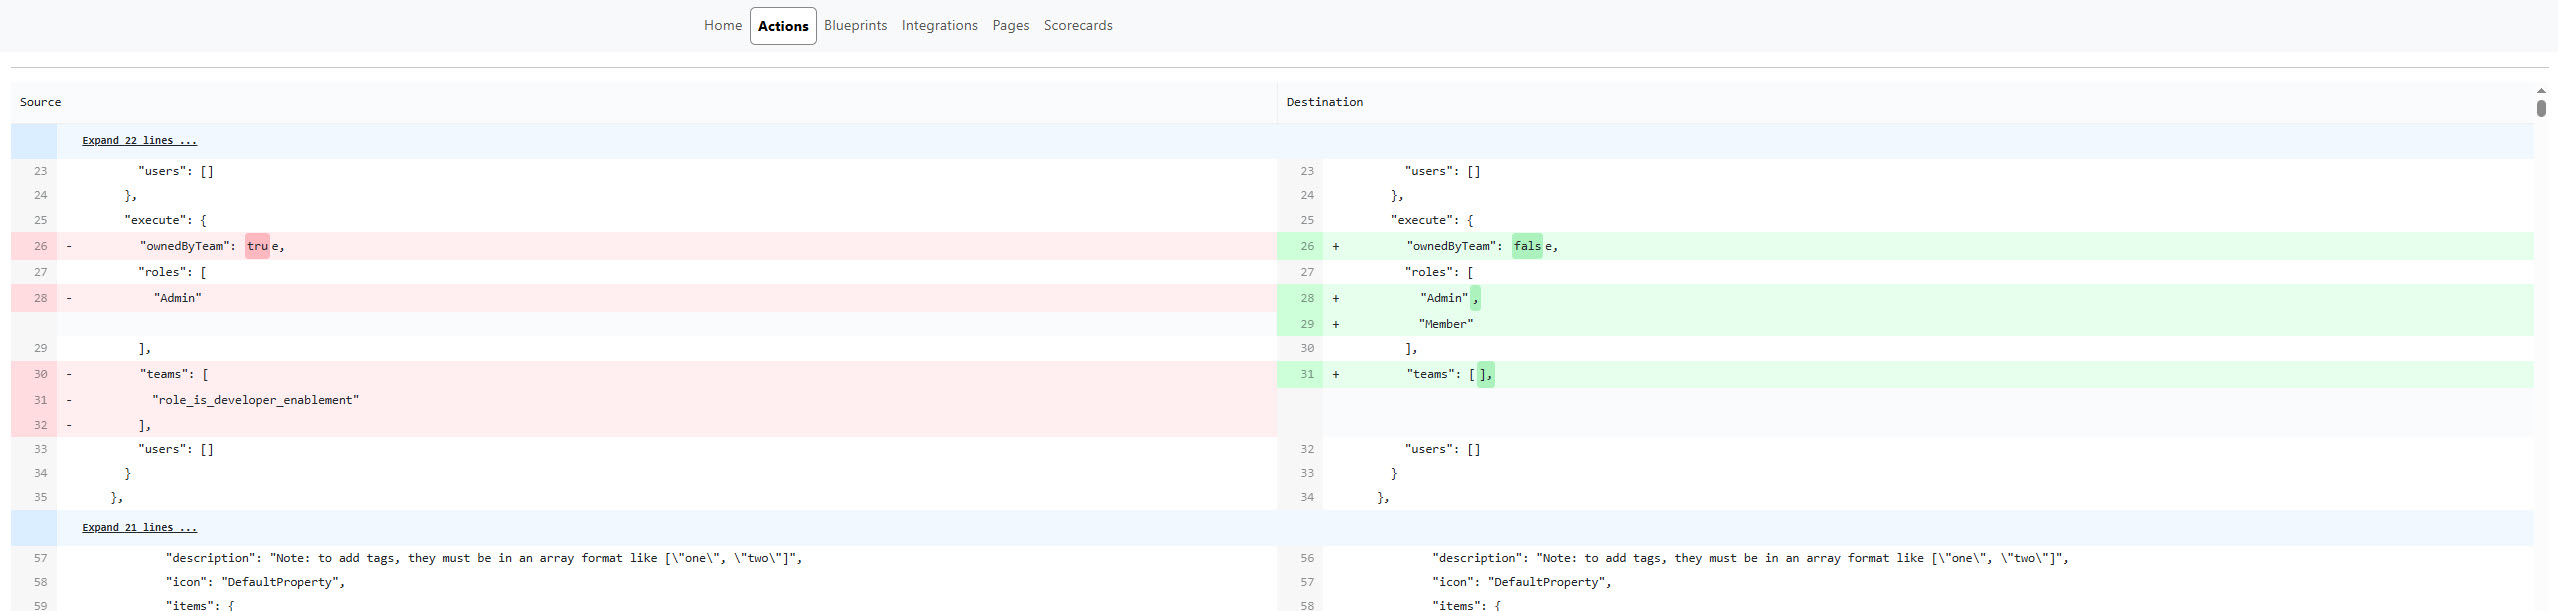 Home Actions Blueprints Integrations Pages Scorecards
Source
Expand 22 lines ...
23 "users": []
24 },
25 "execute": {
26 - "ownedByTeam": true,
27 "roles": [
28 - "Admin"
29 ],
30 - "teams": [
31 - "role_is_developer_enablement"
32 - ],
33 "users": []
34 }
35 },
Expand 21 lines ...
57 "description": "Note: to add tags, they must be in an array format like [\"one\", \"two\"]",
58 "icon": "DefaultProperty",
59 "items": {
Destination
23 "users": []
24 },
25 "execute": {
26 + "ownedByTeam": false,
27 "roles": [
28 + "Admin",
29 + "Member"
30 ],
31 + "teams": [],
32 "users": []
33 }
34 },
56 "description": "Note: to add tags, they must be in an array format like [\"one\", \"two\"]",
57 "icon": "DefaultProperty",
58 "items": {